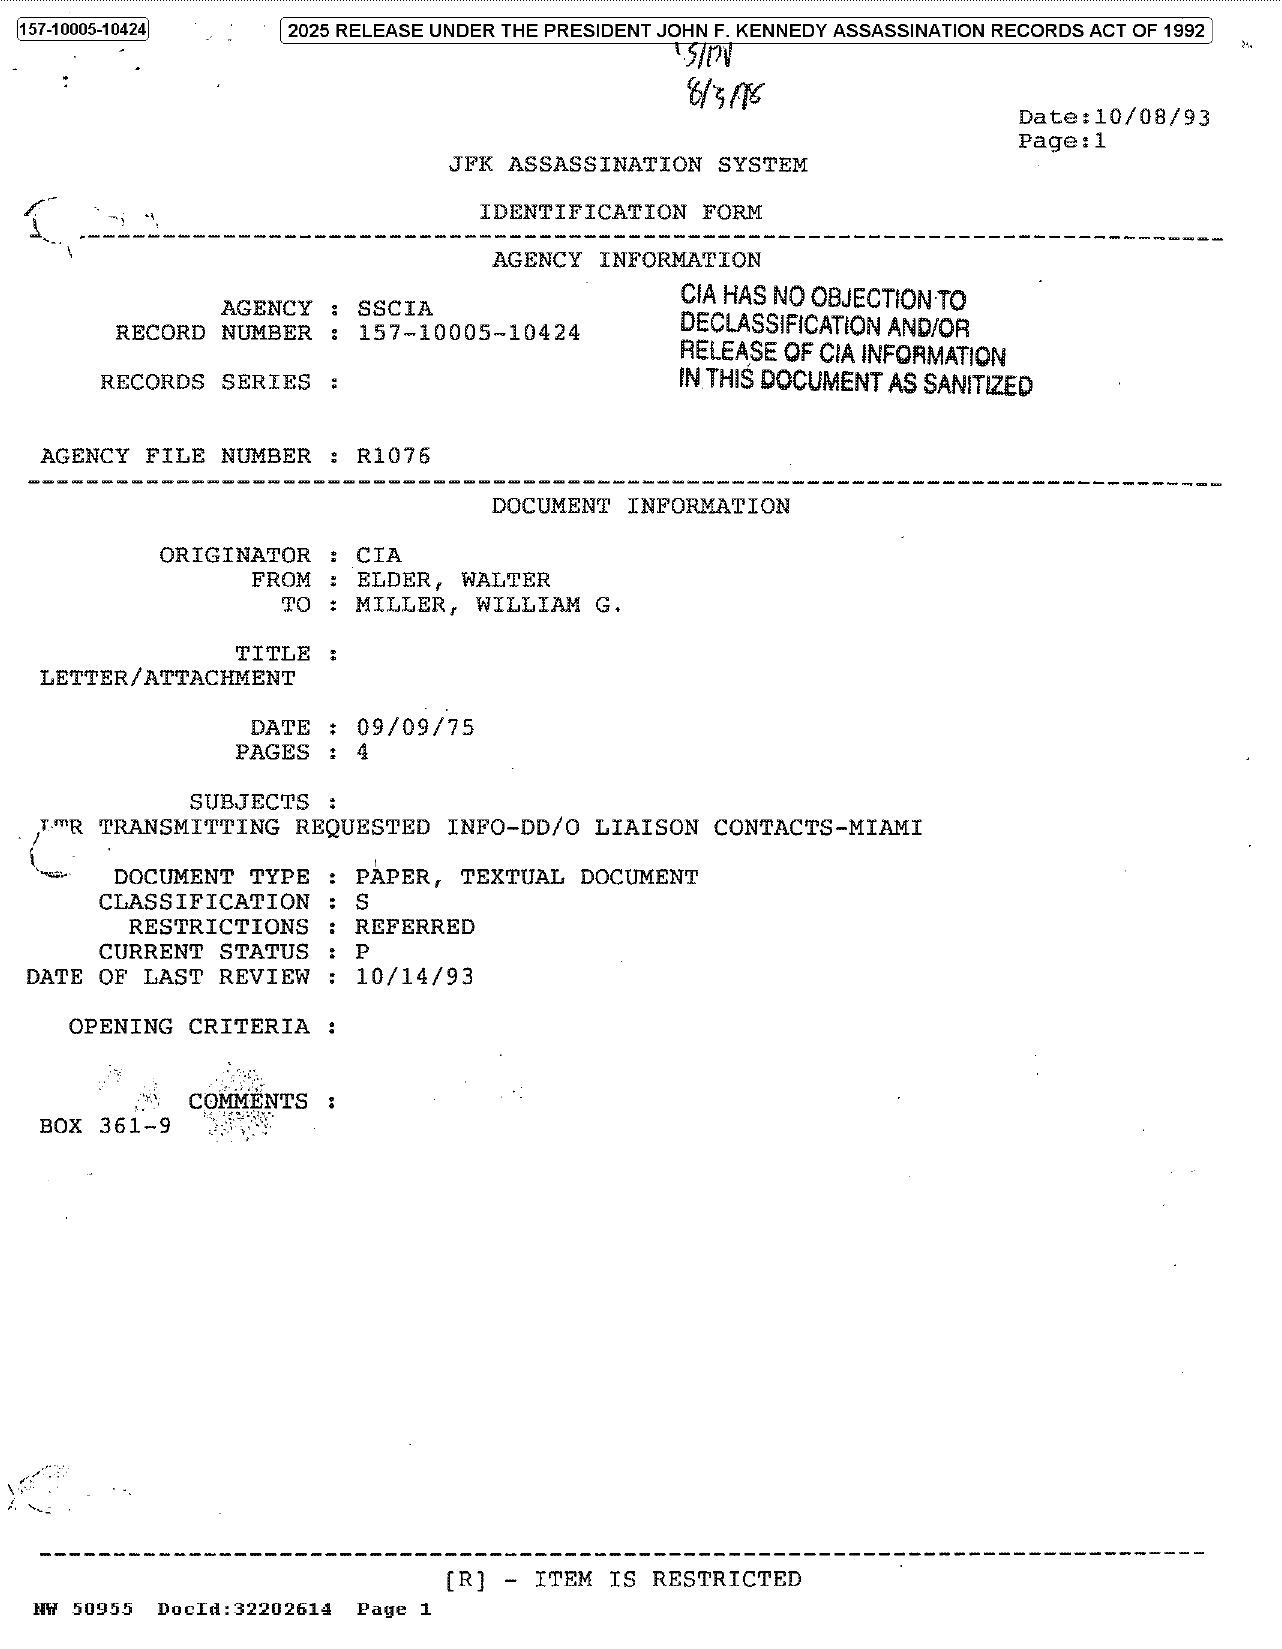 157-10005-10424
2025 RELEASE UNDER THE PRESIDENT JOHN F. KENNEDY ASSASSINATION RECORDS ACT OF 1992
Date:10/08/93
Page:1
JFK ASSASSINATION SYSTEM
IDENTIFICATION FORM
AGENCY INFORMATION
AGENCY : SSCIA
RECORD NUMBER : 157-10005-10424
RECORDS SERIES :
CIA HAS NO OBJECTION TO
DECLASSIFICATION AND/OR
RELEASE OF CIA INFORMATION
IN THIS DOCUMENT AS SANITIZED
AGENCY FILE NUMBER : R1076
DOCUMENT INFORMATION
ORIGINATOR : CIA
FROM : ELDER, WALTER
TO : MILLER, WILLIAM G.
TITLE :
LETTER/ATTACHMENT
DATE : 09/09/75
PAGES : 4
SUBJECTS :
LTR TRANSMITTING REQUESTED INFO-DD/O LIAISON CONTACTS-MIAMI
DOCUMENT TYPE : PAPER, TEXTUAL DOCUMENT
CLASSIFICATION : S
RESTRICTIONS : REFERRED
CURRENT STATUS : P
DATE OF LAST REVIEW : 10/14/93
OPENING CRITERIA :
COMMENTS :
BOX 361-9
[R] - ITEM IS RESTRICTED
NW 50955 DocId:32202614 Page 1